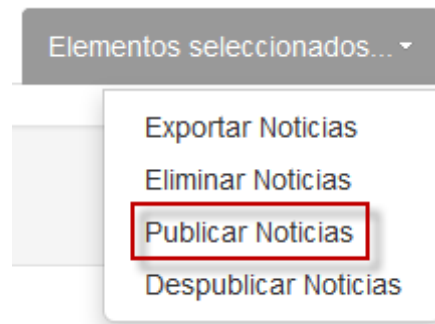 Elementos seleccionados...
Exportar Noticias
Eliminar Noticias
Publicar Noticias
Despublicar Noticias